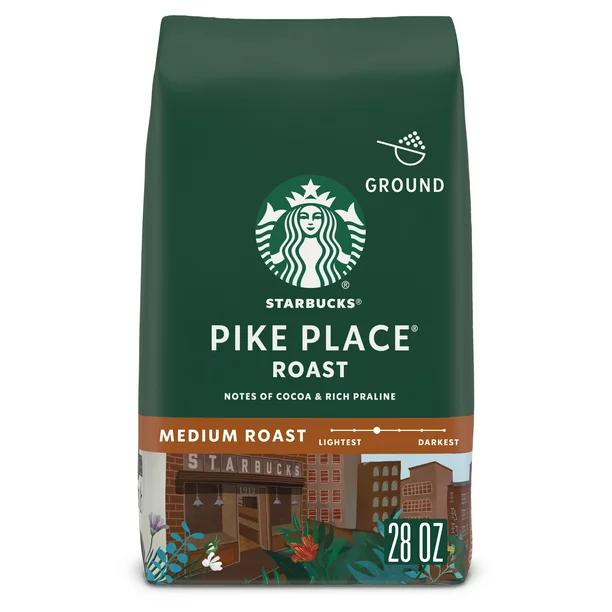 GROUND
STARBUCKS®
PIKE PLACE®
ROAST
NOTES OF COCOA & RICH PRALINE
MEDIUM ROAST
LIGHTEST DARKEST
STARBUCKS
1912
28 OZ